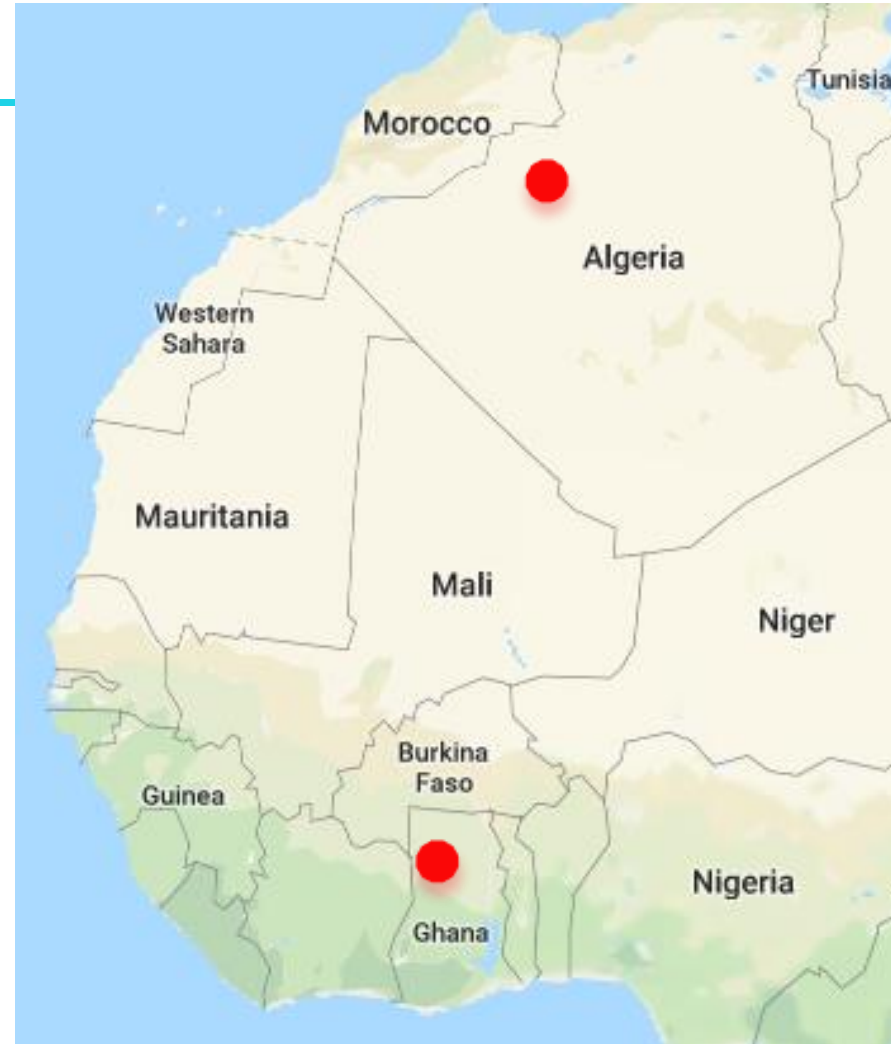 Tunisia
Morocco
Algeria
Western
Sahara
Mauritania
Mali
Niger
Burkina
Faso
Guinea
Nigeria
Ghana